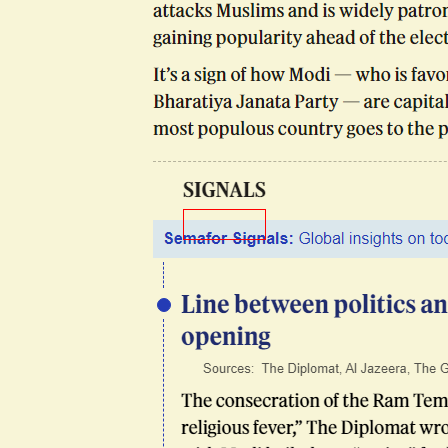 attacks Muslims and is widely patron
gaining popularity ahead of the elect
It's a sign of how Modi — who is favo
Bharatiya Janata Party — are capital
most populous country goes to the p
SIGNALS
Semafor Signals: Global insights on to
Line between politics an
opening
Sources: The Diplomat, Al Jazeera, The G
The consecration of the Ram Tem
religious fever," The Diplomat wro